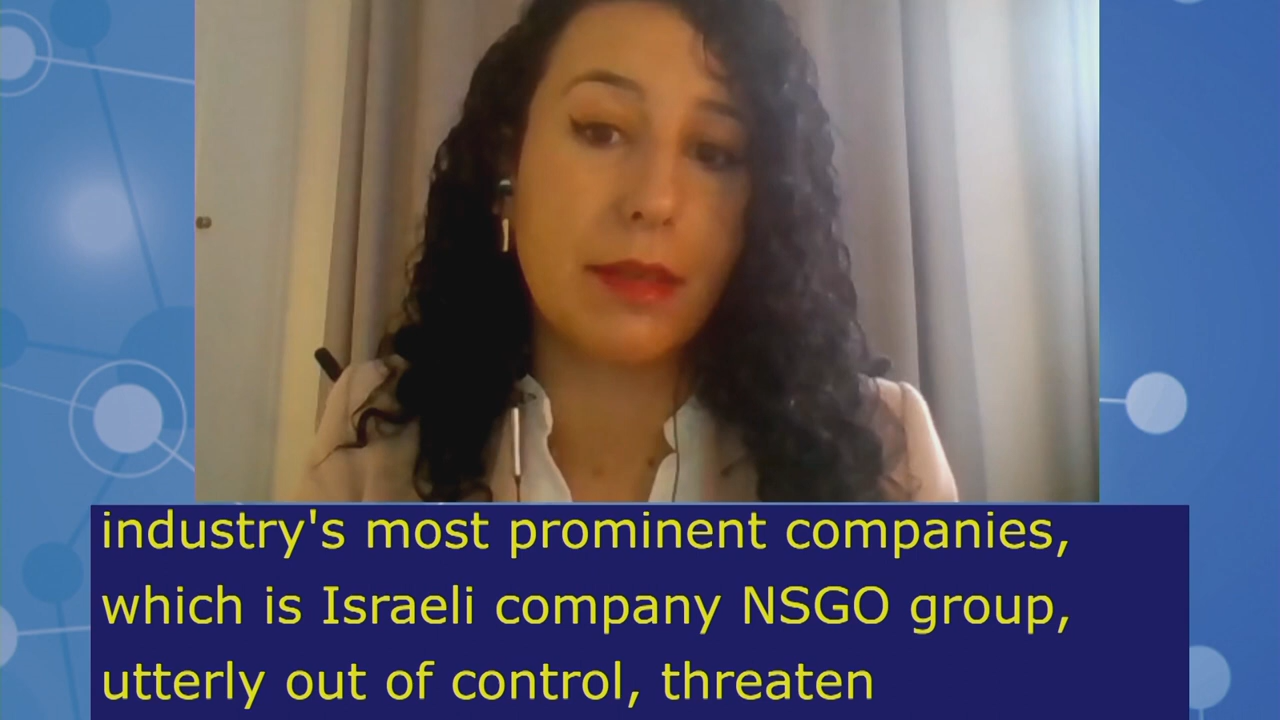 industry's most prominent companies,
which is Israeli company NSGO group,
utterly out of control, threaten